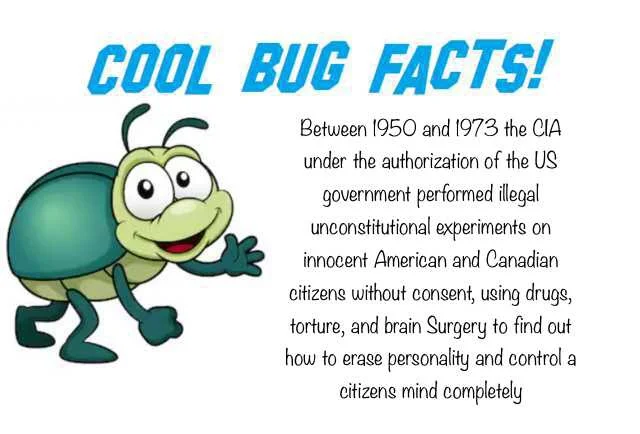 COOL BUG FACTS!
Between 1950 and 1973 the CIA
under the authorization of the US
government performed illegal
unconstitutional experiments on
innocent American and Canadian
citizens without consent, using drugs,
torture, and brain Surgery to find out
how to erase personality and control a
citizens mind completely